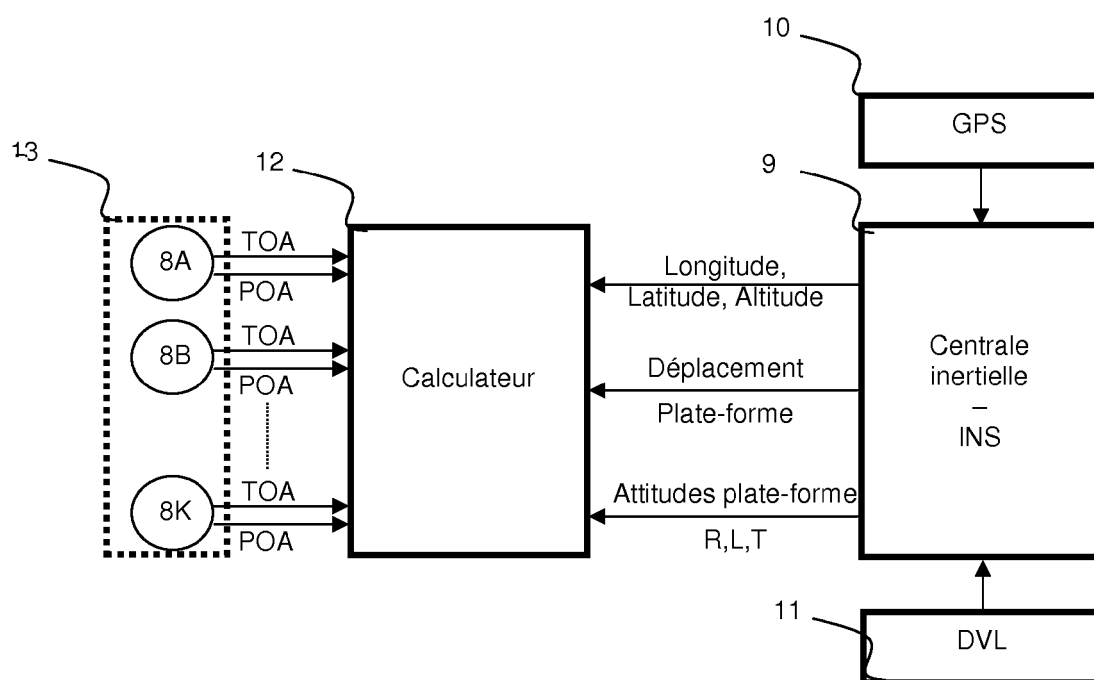 10
GPS
13
12
9
8A
TOA
POA
8B
TOA
POA
8K
TOA
POA
Calculateur
Longitude,
Latitude, Altitude
Déplacement
Plate-forme
Attitudes plate-forme
R,L,T
Centrale
inertielle
–
INS
11
DVL